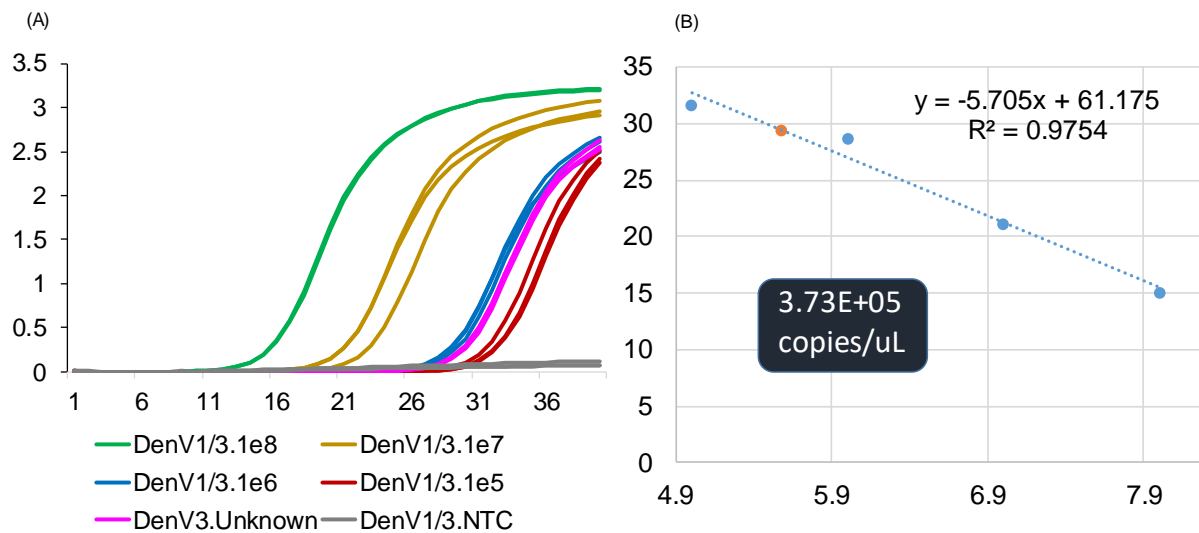 (A)
3.5
3
2.5
2
1.5
1
0.5
0
1 6 11 16 21 26 31 36
DenV1/3.1e8 DenV1/3.1e7
DenV1/3.1e6 DenV1/3.1e5
DenV3.Unknown DenV1/3.NTC
(B)
35
30
25
20
15
10
5
0
4.9 5.9 6.9 7.9
y = -5.705x + 61.175
R² = 0.9754
3.73E+05
copies/uL